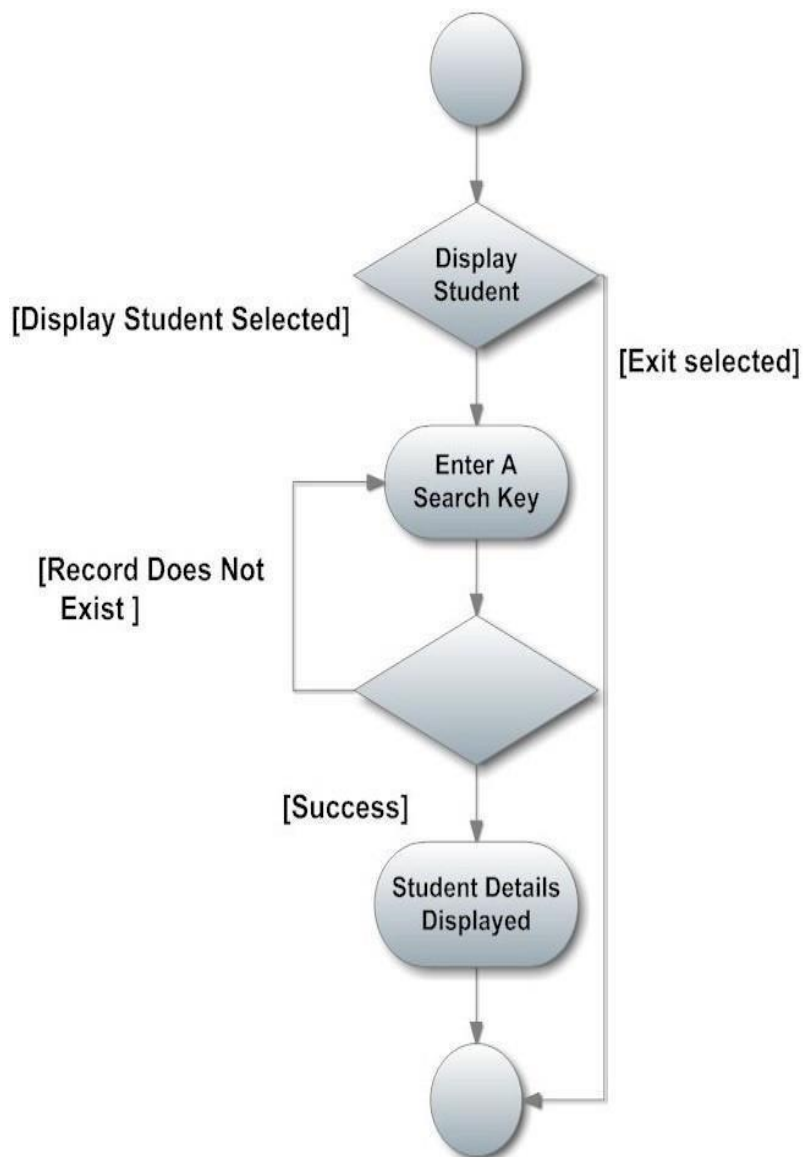 Display
Student
[Display Student Selected]
[Exit selected]
Enter A
Search Key
[Record Does Not
Exist ]
[Success]
Student Details
Displayed